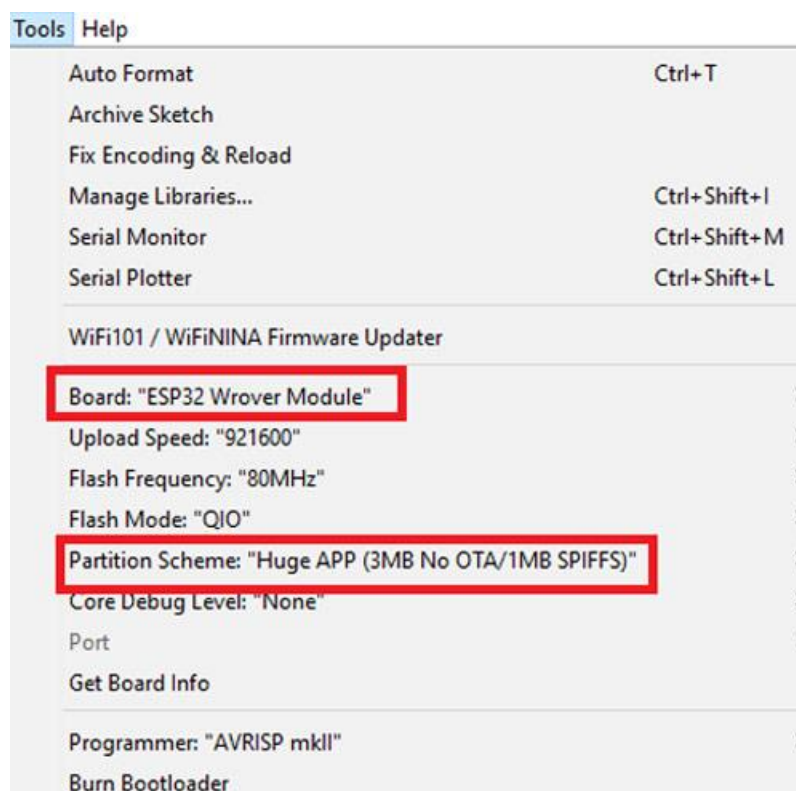 Tools Help
Auto Format Ctrl+T
Archive Sketch
Fix Encoding & Reload
Manage Libraries... Ctrl+Shift+I
Serial Monitor Ctrl+Shift+M
Serial Plotter Ctrl+Shift+L
WiFi101 / WiFiNINA Firmware Updater
Board: "ESP32 Wrover Module"
Upload Speed: "921600"
Flash Frequency: "80MHz"
Flash Mode: "QIO"
Partition Scheme: "Huge APP (3MB No OTA/1MB SPIFFS)"
Core Debug Level: "None"
Port
Get Board Info
Programmer: "AVRISP mkII"
Burn Bootloader